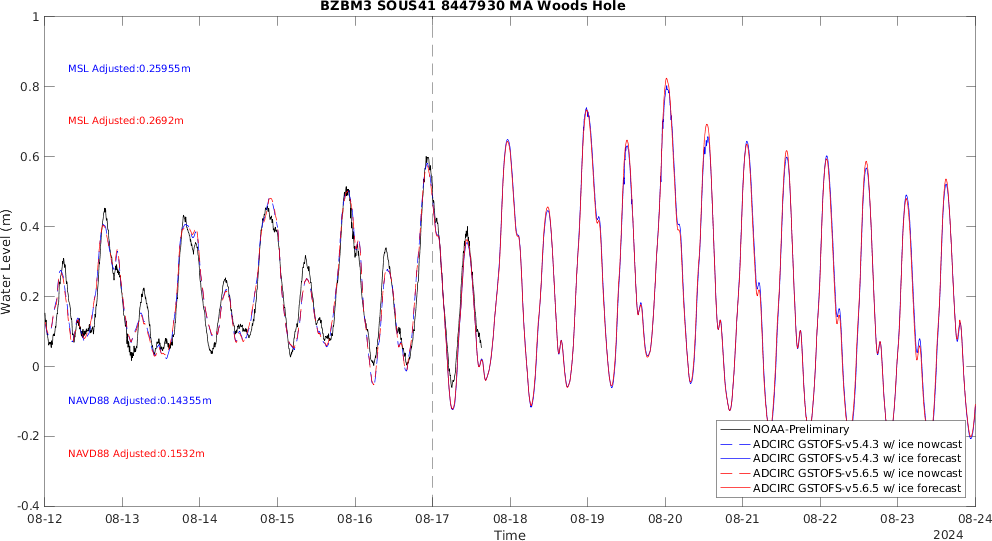 BZBM3 SOUS41 8447930 MA Woods Hole
1
MSL Adjusted:0.25955m
0.8
MSL Adjusted:0.2692m
0.6
0.4
Water Level (m)
0.2
0
NAVD88 Adjusted:0.14355m
-0.2
NAVD88 Adjusted:0.1532m
-0.4
NOAA-Preliminary
ADCIRC GSTOFS-v5.4.3 w/ ice nowcast
ADCIRC GSTOFS-v5.4.3 w/ ice forecast
ADCIRC GSTOFS-v5.6.5 w/ ice nowcast
ADCIRC GSTOFS-v5.6.5 w/ ice forecast
08-12 08-13 08-14 08-15 08-16 08-17 08-18 08-19 08-20 08-21 08-22 08-23 08-24
Time
2024